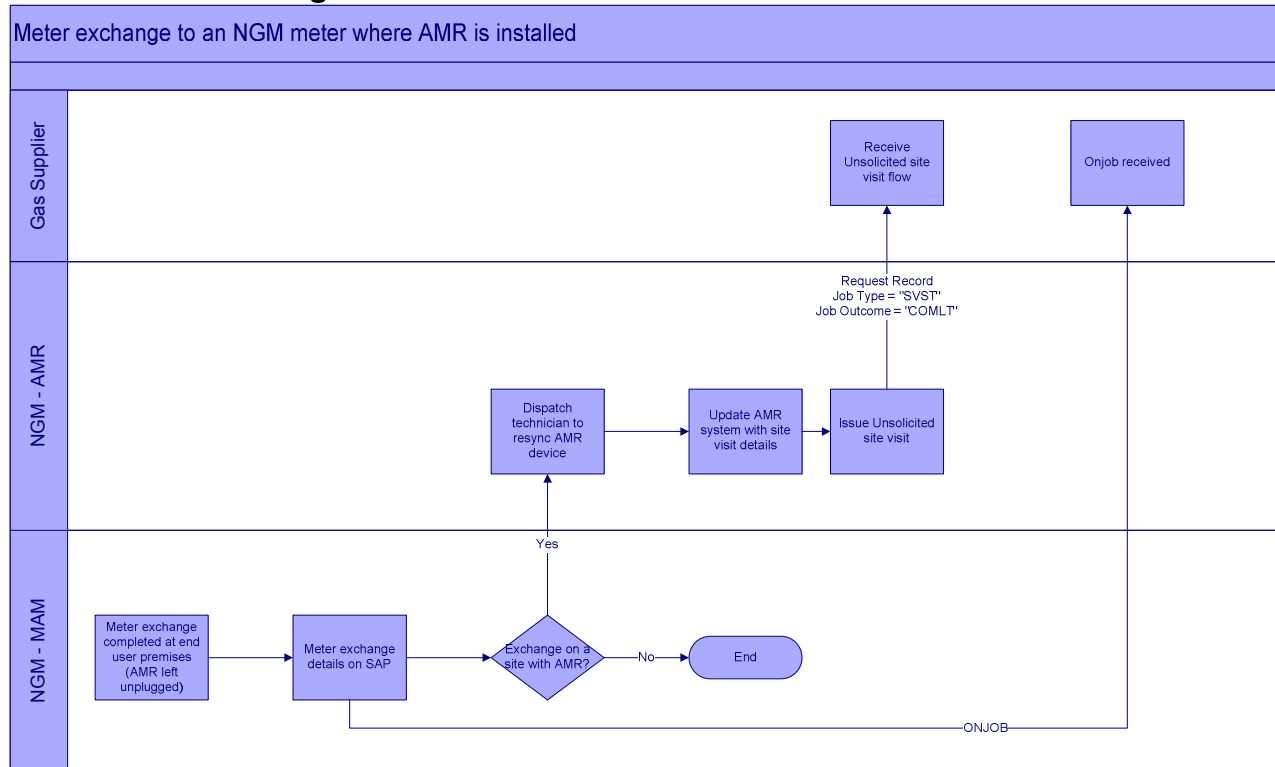 Meter exchange to an NGM meter where AMR is installed
Gas Supplier
Receive
Unsolicited site
visit flow
Onjob received
NGM - AMR
Request Record
Job Type = "SVST"
Job Outcome = "COMLT"
Dispatch
technician to
resync AMR
device
Update AMR
system with site
visit details
Issue Unsolicited
site visit
NGM - MAM
Yes
Meter exchange
completed at end
user premises
(AMR left
unplugged)
Meter exchange
details on SAP
Exchange on a
site with AMR?
No
End
ONJOB